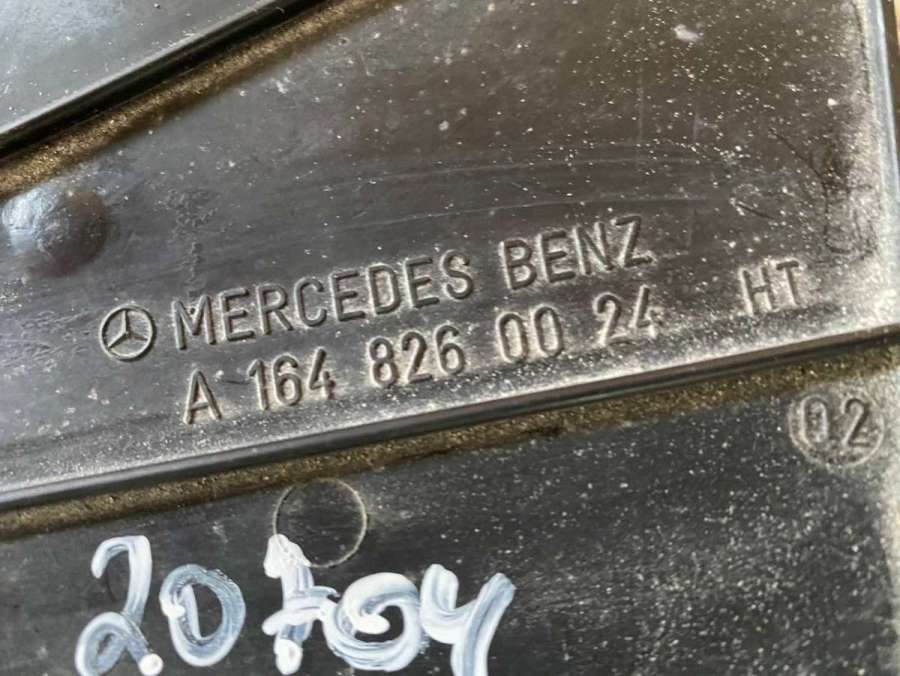 MERCEDES BENZ
A 164 826 00 24 HT
02
20704